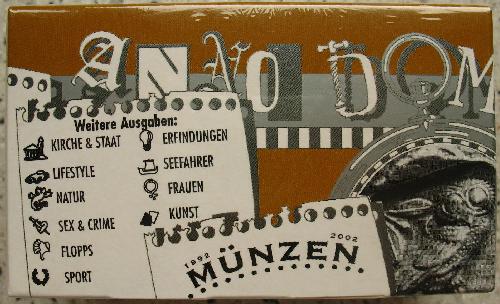 ANNO DOM
Weitere Ausgaben:
KIRCHE & STAAT
LIFESTYLE
NATUR
SEX & CRIME
FLOPPS
SPORT
ERFINDUNGEN
SEEFAHRER
FRAUEN
KUNST
1992 2002
MÜNZEN